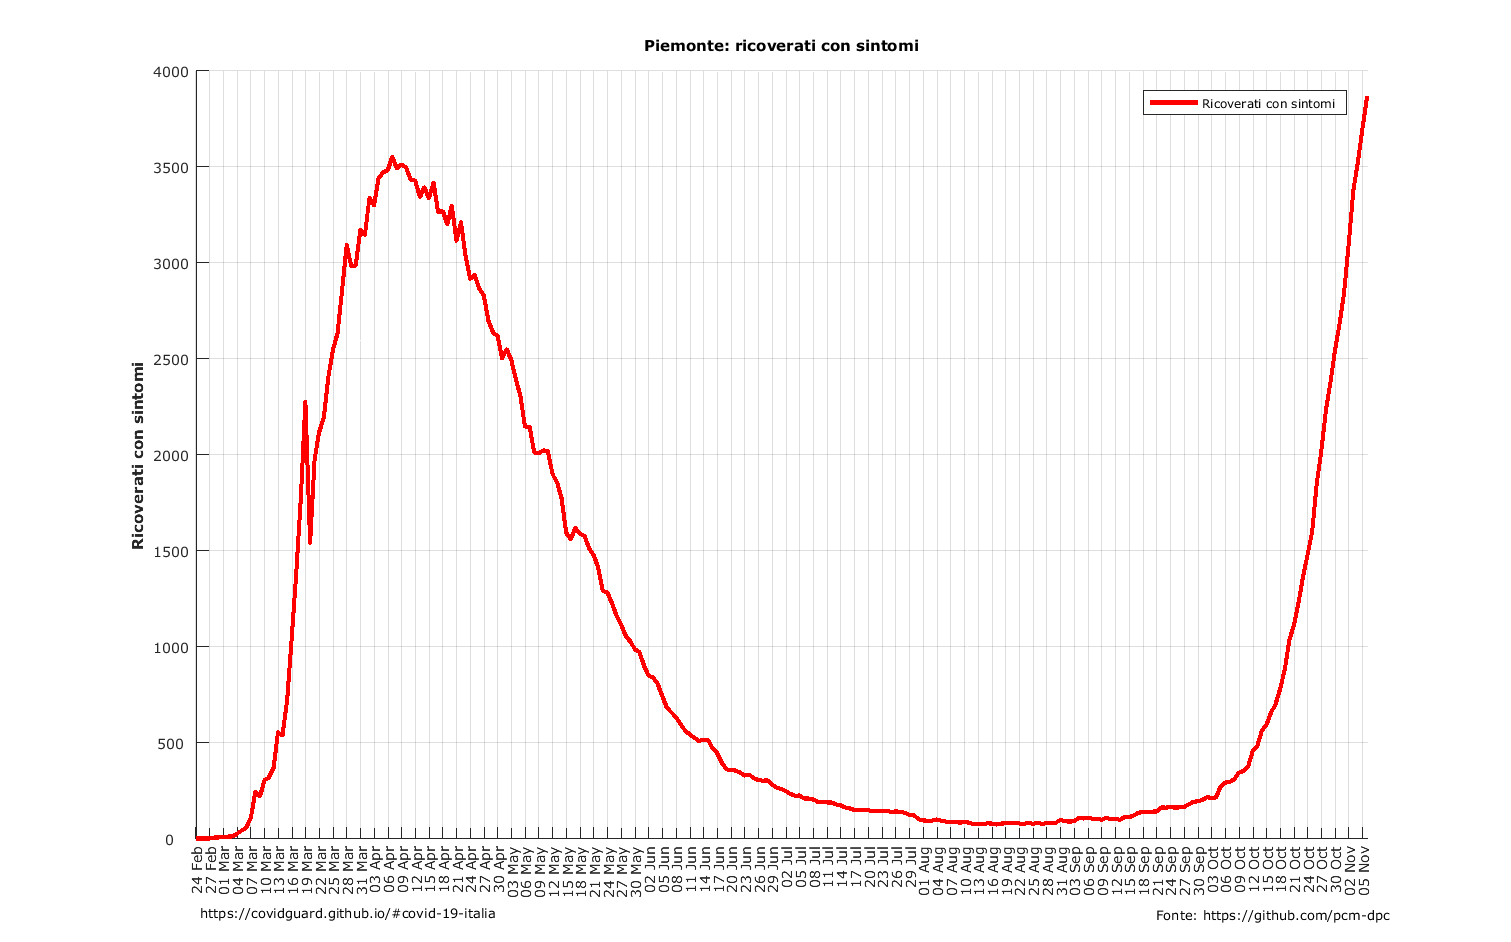 Piemonte: ricoverati con sintomi
Ricoverati con sintomi
Ricoverati con sintomi
4000
3500
3000
2500
2000
1500
1000
500
0
24 Feb
27 Feb
01 Mar
04 Mar
07 Mar
10 Mar
13 Mar
16 Mar
19 Mar
22 Mar
25 Mar
28 Mar
31 Mar
03 Apr
06 Apr
09 Apr
12 Apr
15 Apr
18 Apr
21 Apr
24 Apr
27 Apr
30 Apr
03 May
06 May
09 May
12 May
15 May
18 May
21 May
24 May
27 May
30 May
02 Jun
05 Jun
08 Jun
11 Jun
14 Jun
17 Jun
20 Jun
23 Jun
26 Jun
29 Jun
02 Jul
05 Jul
08 Jul
11 Jul
14 Jul
17 Jul
20 Jul
23 Jul
26 Jul
29 Jul
01 Aug
04 Aug
07 Aug
10 Aug
13 Aug
16 Aug
19 Aug
22 Aug
25 Aug
28 Aug
31 Aug
03 Sep
06 Sep
09 Sep
12 Sep
15 Sep
18 Sep
21 Sep
24 Sep
27 Sep
30 Sep
03 Oct
06 Oct
09 Oct
12 Oct
15 Oct
18 Oct
21 Oct
24 Oct
27 Oct
30 Oct
02 Nov
05 Nov
https://covidguard.github.io/#covid-19-italia
Fonte: https://github.com/pcm-dpc